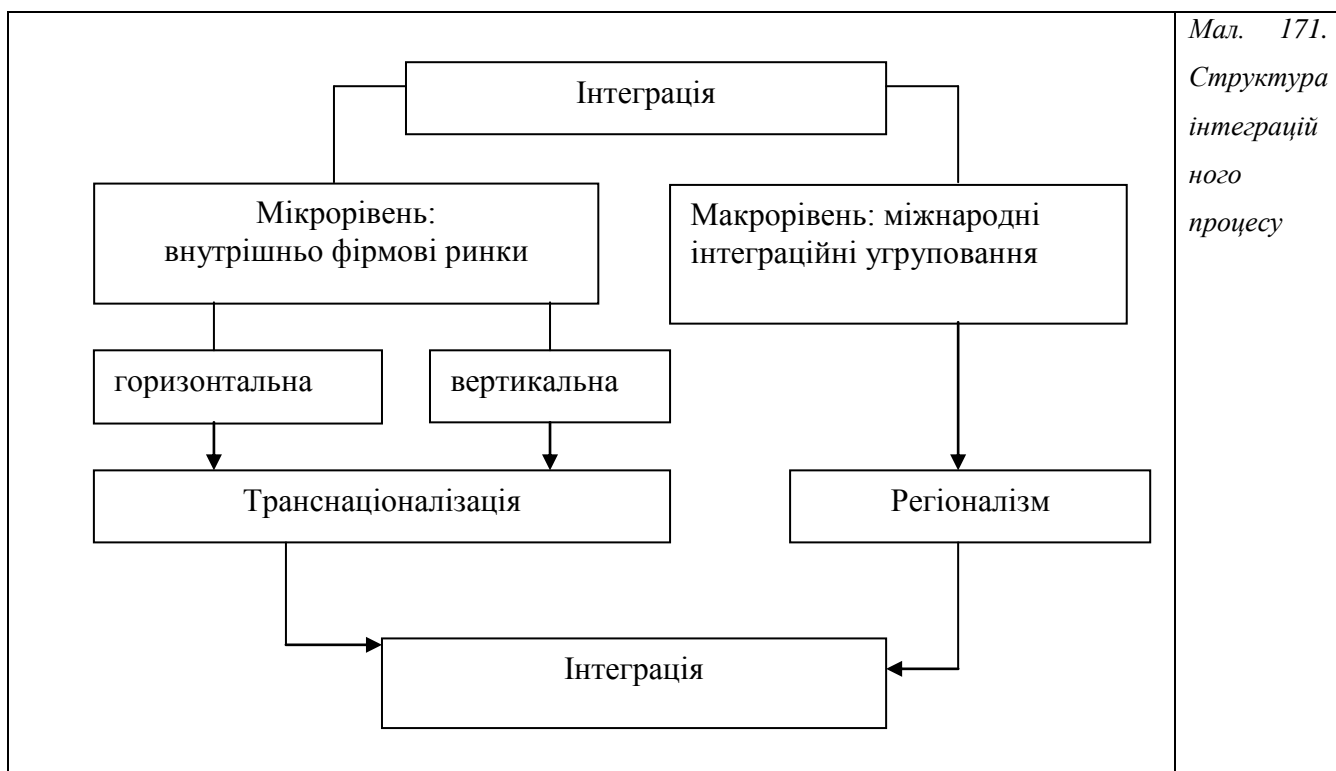 Інтеграція
Мікрорівень:
внутрішньо фірмові ринки
Макрорівень: міжнародні
інтеграційні угруповання
горизонтальна
вертикальна
Транснаціоналізація
Регіоналізм
Інтеграція
Мал. 171.
Структура
інтеграцій
ного
процесу